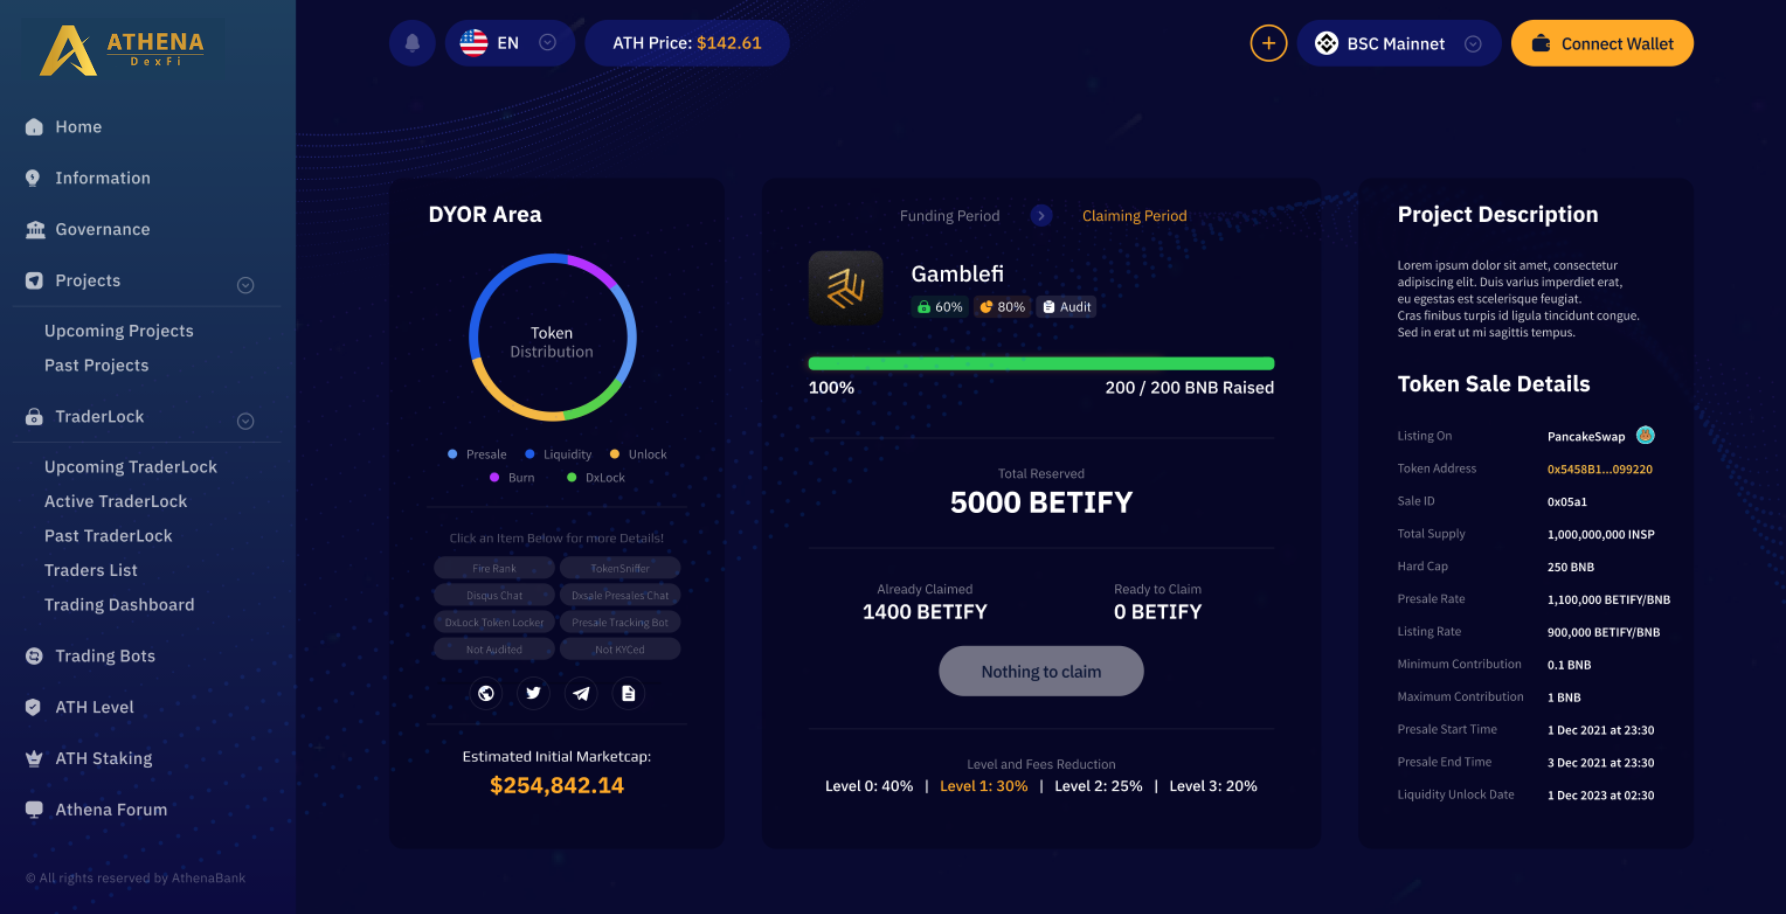 ATHENA
DexFi
EN
ATH Price: $142.61
BSC Mainnet
Connect Wallet
Home
Information
Governance
Projects
Upcoming Projects
Past Projects
TraderLock
Upcoming TraderLock
Active TraderLock
Past TraderLock
Traders List
Trading Dashboard
Trading Bots
ATH Level
ATH Staking
Athena Forum
© All rights reserved by AthenaBank
DYOR Area
Token
Distribution
Presale Liquidity Unlock
Burn DxLock
Click an Item Below for more Details!
Fire Rank TokenSniffer
Disqus Chat Dxsale Presales Chat
DxLock Token Locker Presale Tracking Bot
Not Audited Not KYCed
Estimated Initial Marketcap:
$254,842.14
Funding Period Claiming Period
Gamblefi
60% 80% Audit
100% 200 / 200 BNB Raised
Total Reserved
5000 BETIFY
Already Claimed Ready to Claim
1400 BETIFY 0 BETIFY
Nothing to claim
Level and Fees Reduction
Level 0: 40% | Level 1: 30% | Level 2: 25% | Level 3: 20%
Project Description
Lorem ipsum dolor sit amet, consectetur
adipiscing elit. Duis varius imperdiet erat,
eu egestas est scelerisque feugiat.
Cras finibus turpis id ligula tincidunt congue.
Sed in erat ut mi sagittis tempus.
Token Sale Details
Listing On PancakeSwap
Token Address 0x5458B1...099220
Sale ID 0x05a1
Total Supply 1,000,000,000 INSP
Hard Cap 250 BNB
Presale Rate 1,100,000 BETIFY/BNB
Listing Rate 900,000 BETIFY/BNB
Minimum Contribution 0.1 BNB
Maximum Contribution 1 BNB
Presale Start Time 1 Dec 2021 at 23:30
Presale End Time 3 Dec 2021 at 23:30
Liquidity Unlock Date 1 Dec 2023 at 02:30